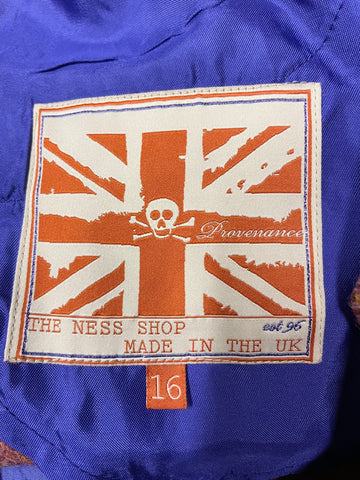 Provenance
THE NESS SHOP
est 96
MADE IN THE UK
16